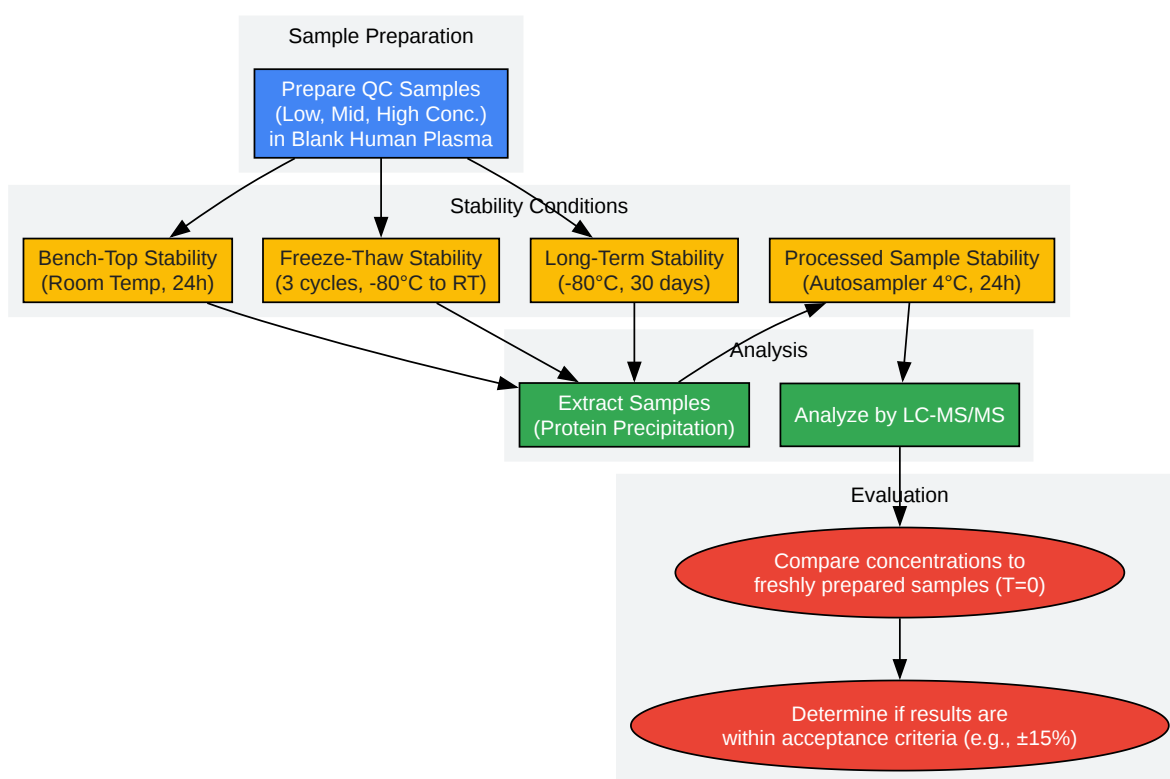 Sample Preparation
Prepare QC Samples
(Low, Mid, High Conc.)
in Blank Human Plasma
Stability Conditions
Bench-Top Stability
(Room Temp, 24h)
Freeze-Thaw Stability
(3 cycles, -80°C to RT)
Long-Term Stability
(-80°C, 30 days)
Processed Sample Stability
(Autosampler 4°C, 24h)
Analysis
Extract Samples
(Protein Precipitation)
Analyze by LC-MS/MS
Evaluation
Compare concentrations to
freshly prepared samples (T=0)
Determine if results are
within acceptance criteria (e.g., ±15%)